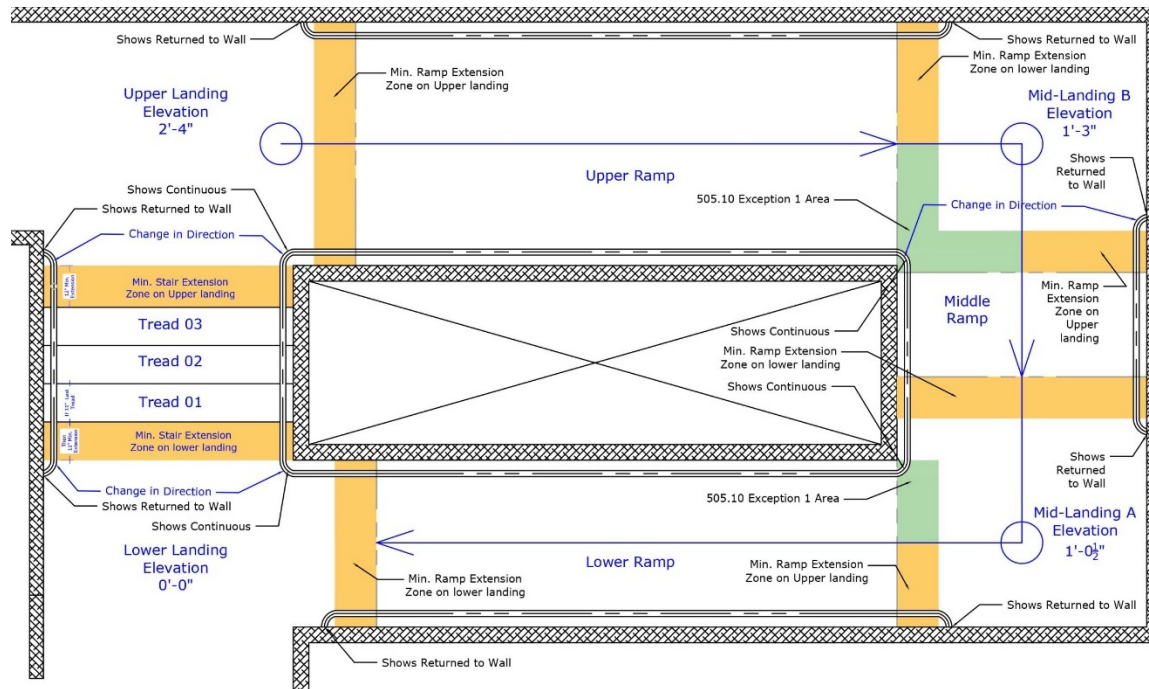 Shows Returned to Wall
Shows Returned to Wall
Min. Ramp Extension
Zone on Upper landing
Min. Ramp Extension
Zone on lower landing
Upper Landing
Elevation
2'-4"
Mid-Landing B
Elevation
1'-3"
Shows
Returned
to Wall
Upper Ramp
Shows Continuous
505.10 Exception 1 Area
Shows Returned to Wall
Change in Direction
Change in Direction
12" Min.
Extension
Min. Stair Extension
Zone on Upper landing
Min. Ramp
Extension
Zone on
Upper
landing
Middle
Ramp
Tread 03
Shows Continuous
Tread 02
Min. Ramp Extension
Zone on lower landing
Tread 01
Shows Continuous
Tread
Min. Stair Extension
Zone on lower landing
12" Min.
Extension
Shows
Returned
to Wall
Change in Direction
Shows Returned to Wall
Shows Continuous
505.10 Exception 1 Area
Mid-Landing A
Elevation
1'-0½"
Lower Landing
Elevation
0'-0"
Min. Ramp Extension
Zone on lower landing
Lower Ramp
Min. Ramp Extension
Zone on Upper landing
Shows Returned to Wall
Shows Returned to Wall